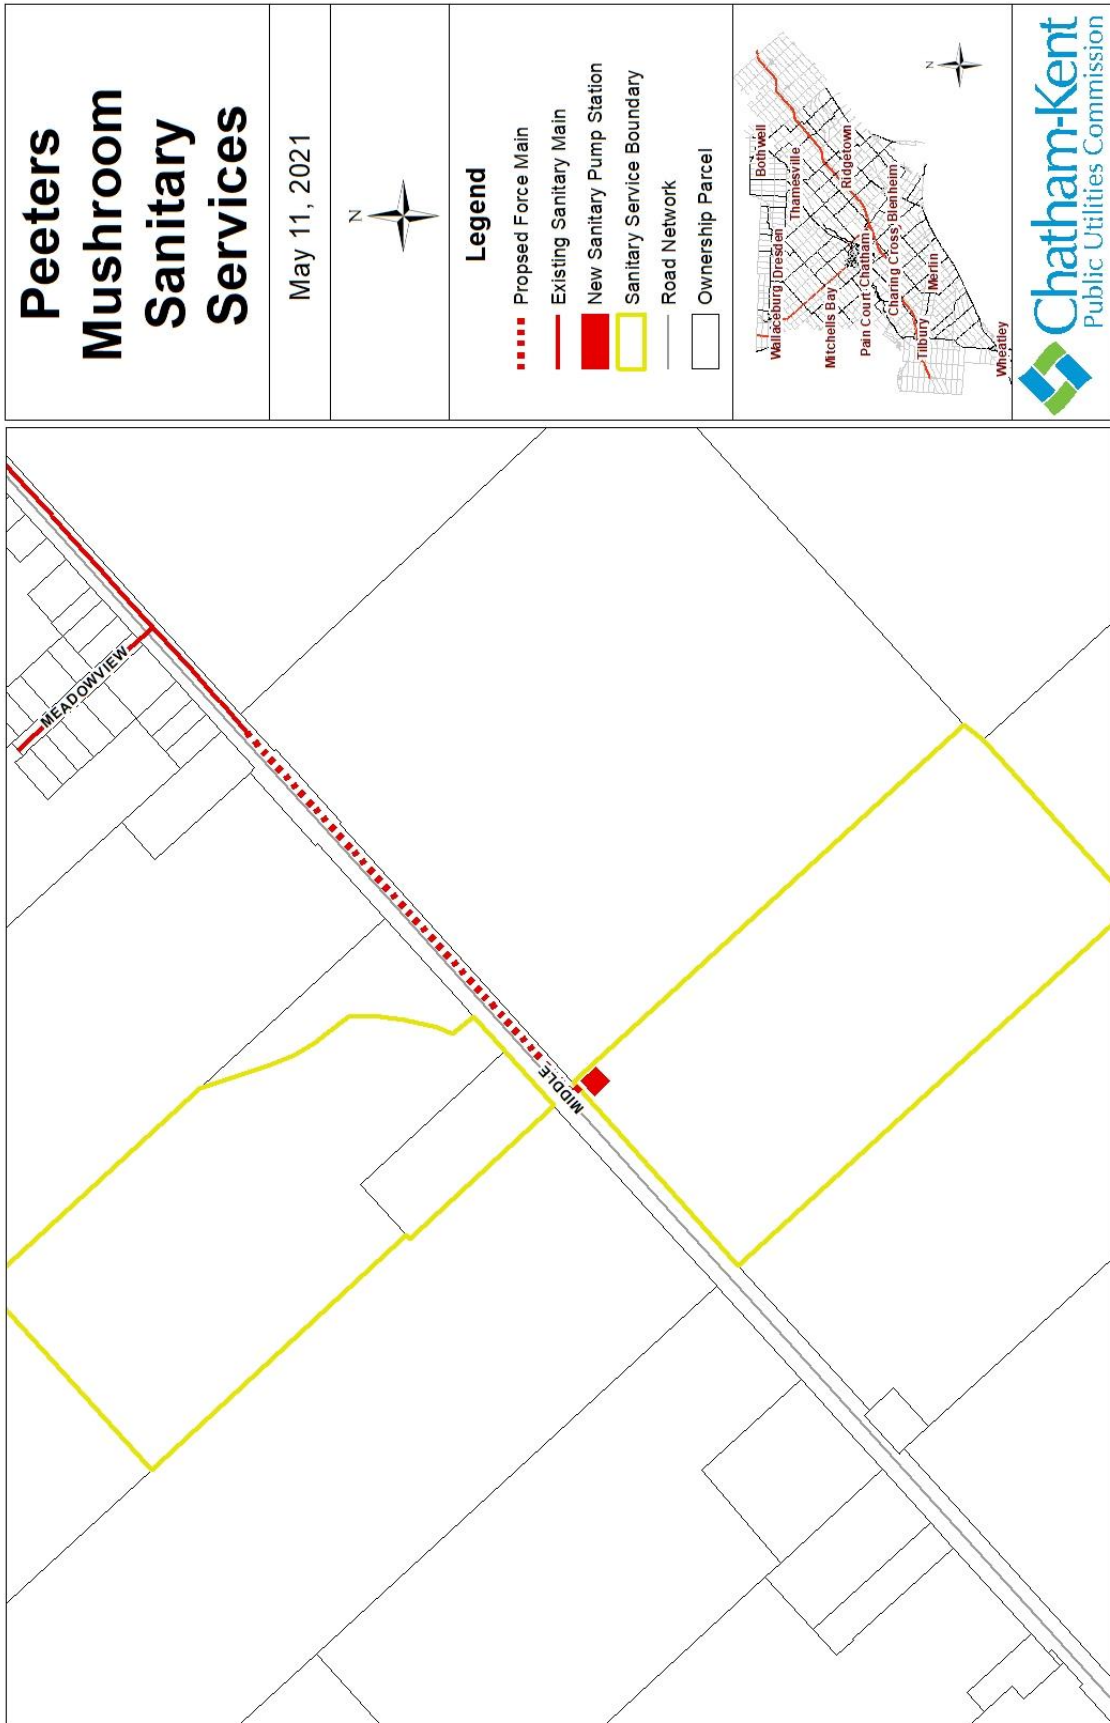 Peeters
Mushroom
Sanitary
Services
May 11, 2021
N
Legend
Propsed Force Main
Existing Sanitary Main
New Sanitary Pump Station
Sanitary Service Boundary
Road Network
Ownership Parcel
Bothwell
Thamesville
Ridgetown
Wallaceburg Dresden
Mitchells Bay
Pain Court Chatham
Charing Cross Blenheim
Merlin
Tilbury
Wheatley
N
Chatham-Kent
Public Utilities Commission
MEADOWVIEW
MIDDLE